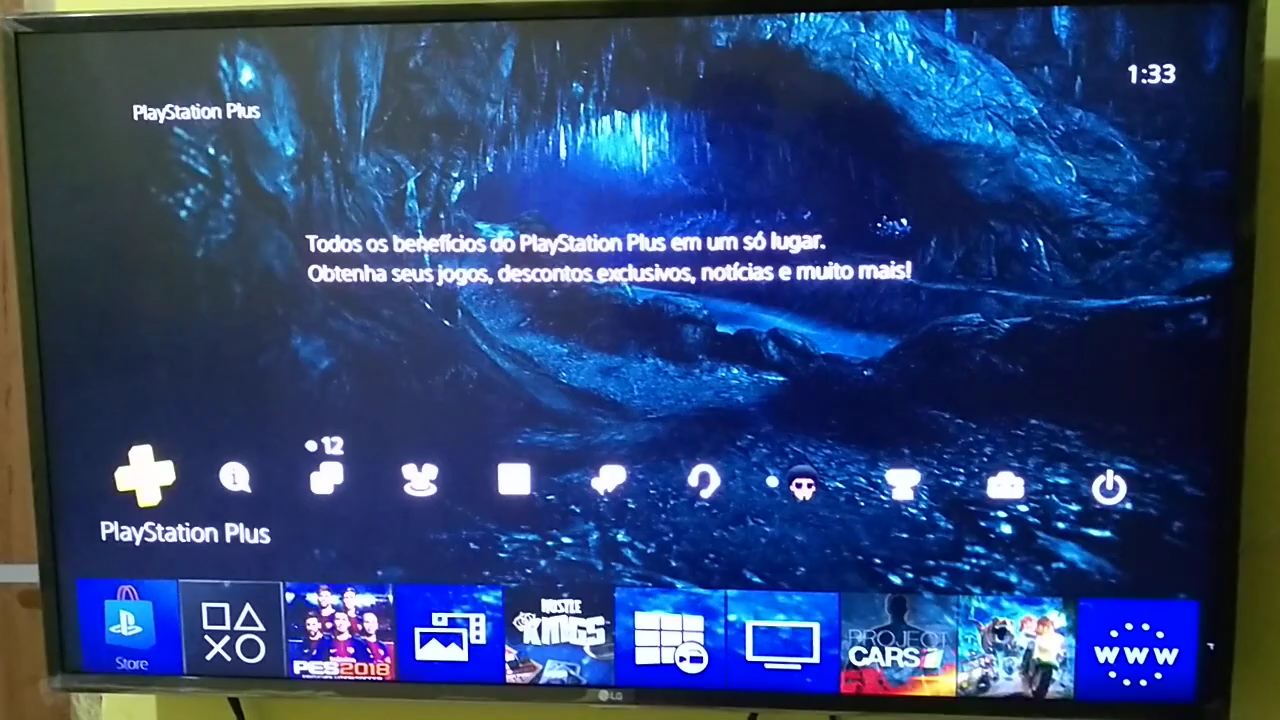 1:33
PlayStation Plus
Todos os benefícios do PlayStation Plus em um só lugar.
Obtenha seus jogos, descontos exclusivos, notícias e muito mais!
12
PlayStation Plus
Store
PES2018
HUSTLE
KINGS
PROJECT
CARS
WWW
LG